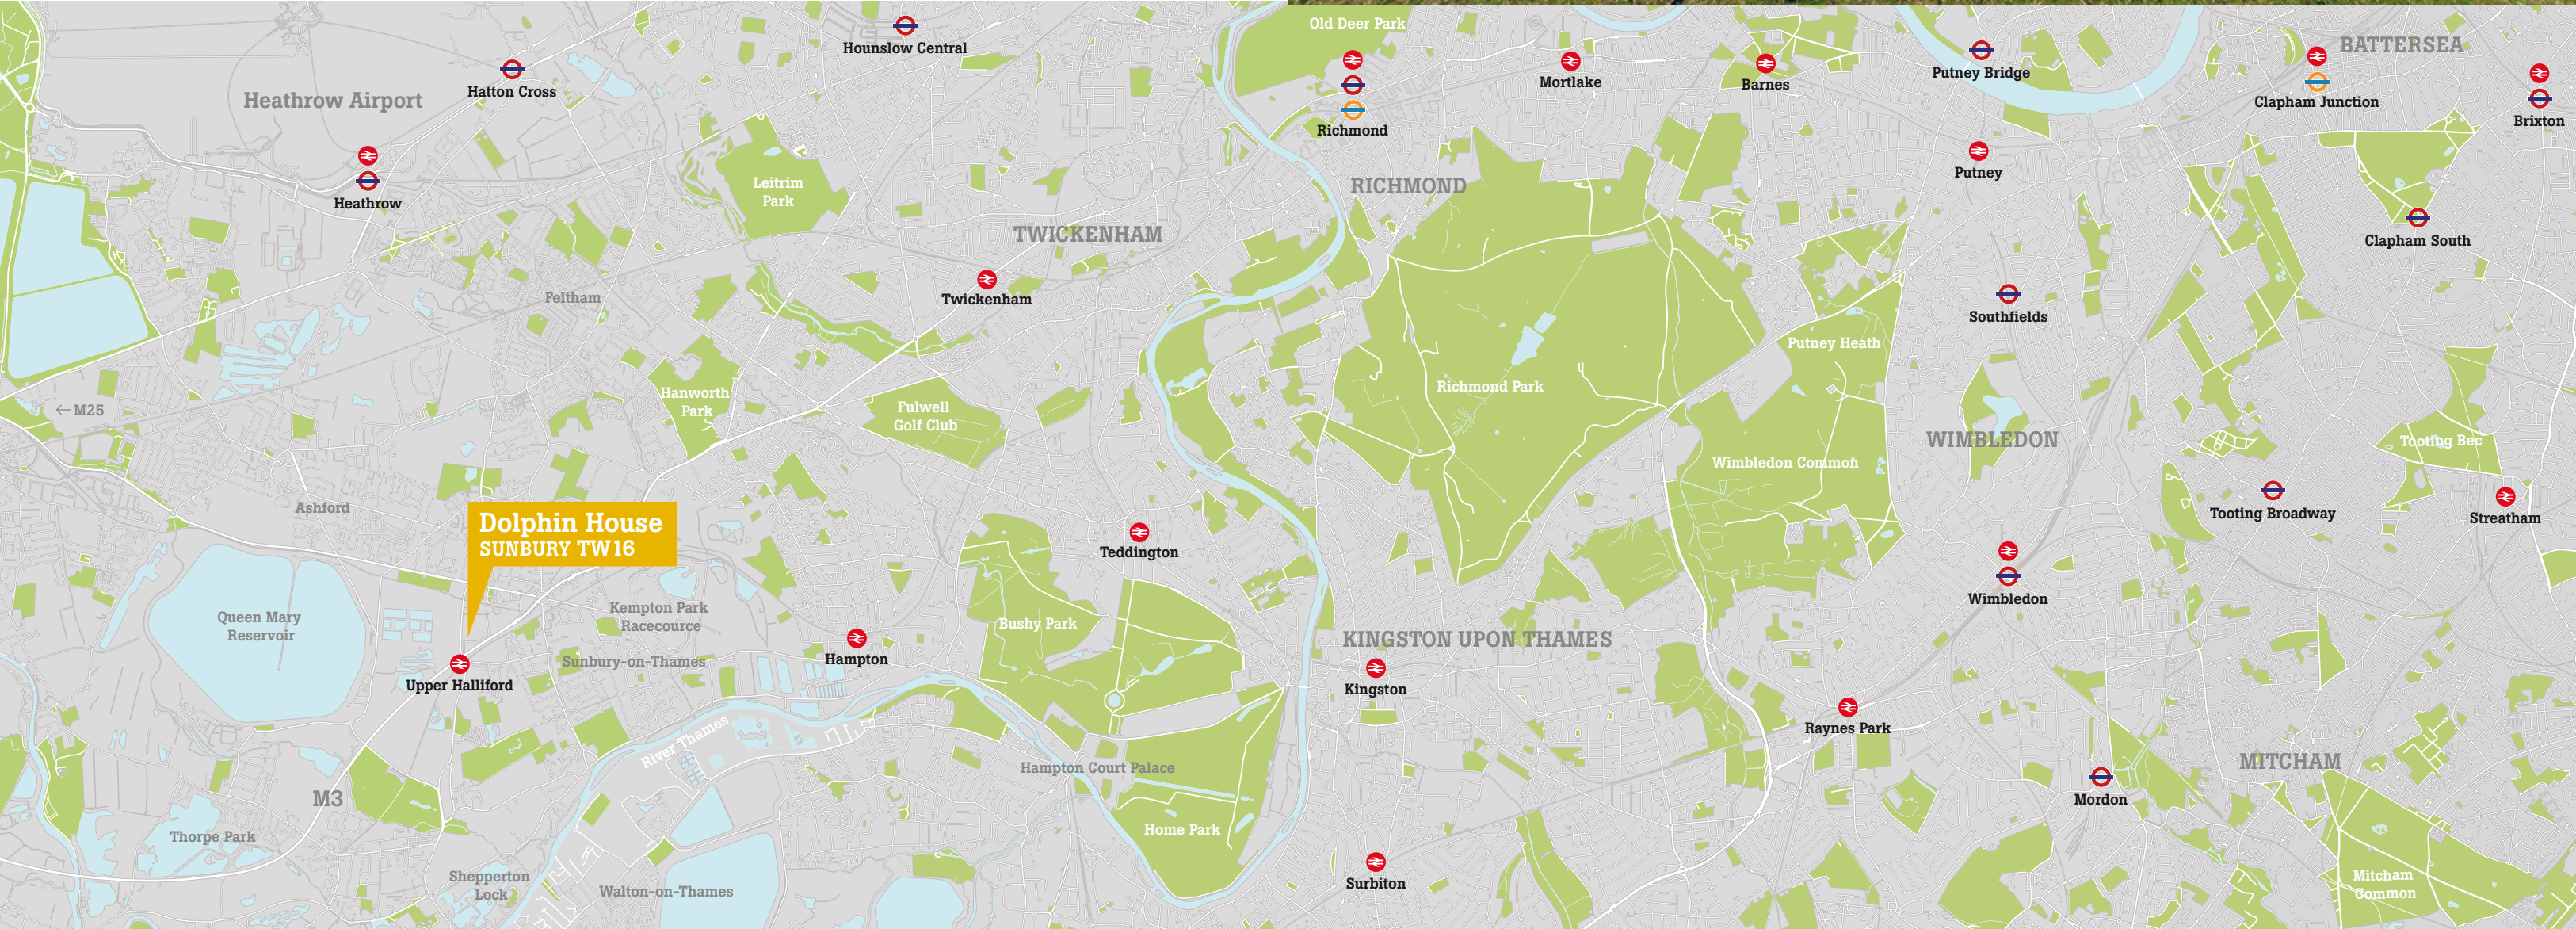 Old Deer Park
BATTERSEA
Hounslow Central
Putney Bridge
Mortlake
Barnes
Hatton Cross
Heathrow Airport
Clapham Junction
Brixton
Richmond
Putney
Leitrim
Park
RICHMOND
Heathrow
TWICKENHAM
Clapham South
Feltham
Twickenham
Southfields
Putney Heath
Richmond Park
Hanworth
Park
← M25
Fulwell
Golf Club
WIMBLEDON
Tooting Bec
Wimbledon Common
Ashford
Tooting Broadway
Streatham
Dolphin House
SUNBURY TW16
Teddington
Wimbledon
Kempton Park
Racecourse
Queen Mary
Reservoir
Bushy Park
KINGSTON UPON THAMES
Sunbury-on-Thames
Hampton
Upper Halliford
Kingston
Raynes Park
River Thames
MITCHAM
Hampton Court Palace
M3
Mordon
Home Park
Thorpe Park
Shepperton
Lock
Walton-on-Thames
Surbiton
Mitcham
Common